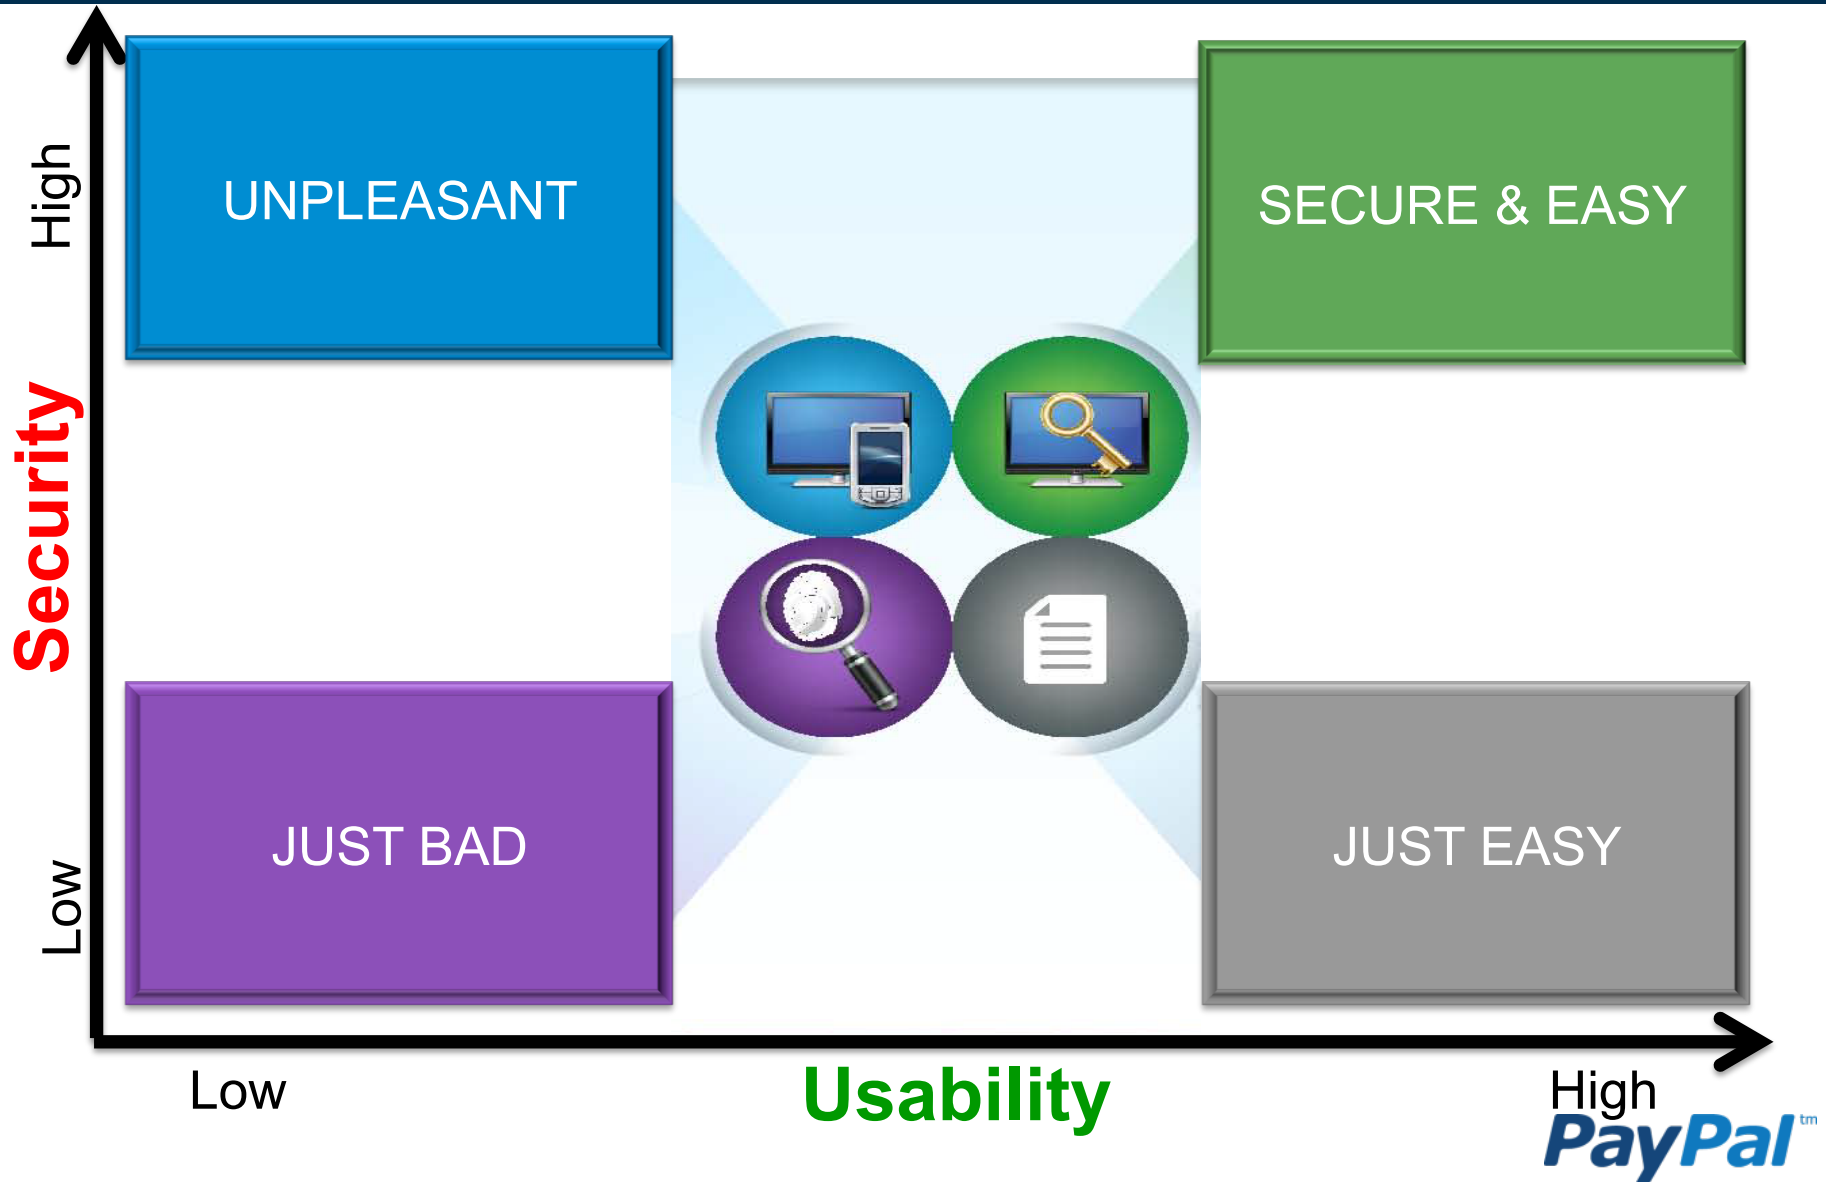 High
UNPLEASANT
SECURE & EASY
Security
JUST BAD
JUST EASY
Low
Low
Usability
High
PayPal tm